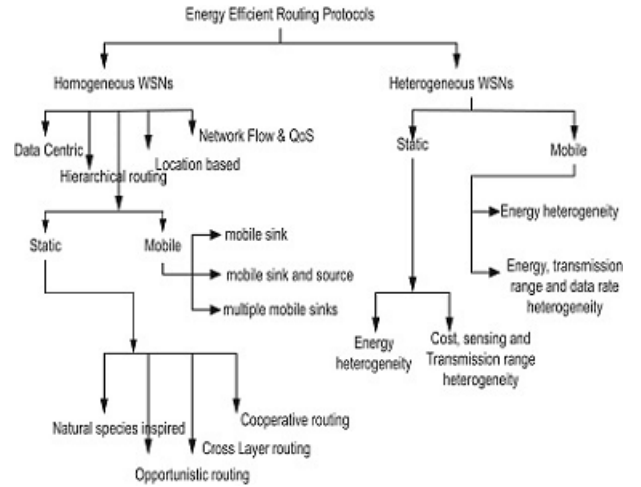 Energy Efficient Routing Protocols
Homogeneous WSNs
Heterogeneous WSNs
Data Centric
Hierarchical routing
Location based
Network Flow & QoS
Static
Mobile
mobile sink
mobile sink and source
multiple mobile sinks
Natural species inspired
Opportunistic routing
Cross Layer routing
Cooperative routing
Static
Mobile
Energy heterogeneity
Energy, transmission
range and data rate
heterogeneity
Energy
heterogeneity
Cost, sensing and
Transmission range
heterogeneity